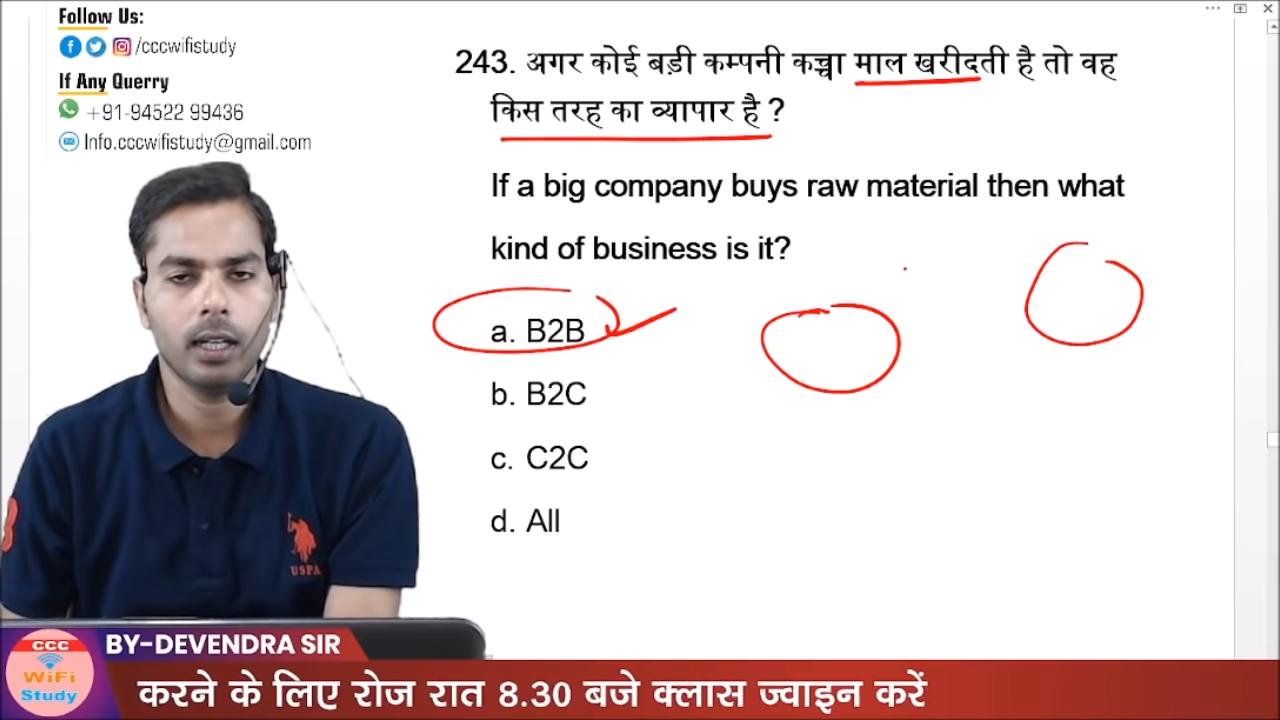 Follow Us:
/cccwifistudy
If Any Querry
+91-94522 99436
Info.cccwifistudy@gmail.com
243. अगर कोई बड़ी कम्पनी कच्चा माल खरीदती है तो वह
किस तरह का व्यापार है ?
If a big company buys raw material then what
kind of business is it?
a. B2B
b. B2C
c. C2C
d. All
USPA
CCC
WiFi
Study
BY-DEVENDRA SIR
करने के लिए रोज रात 8.30 बजे क्लास ज्वाइन करें